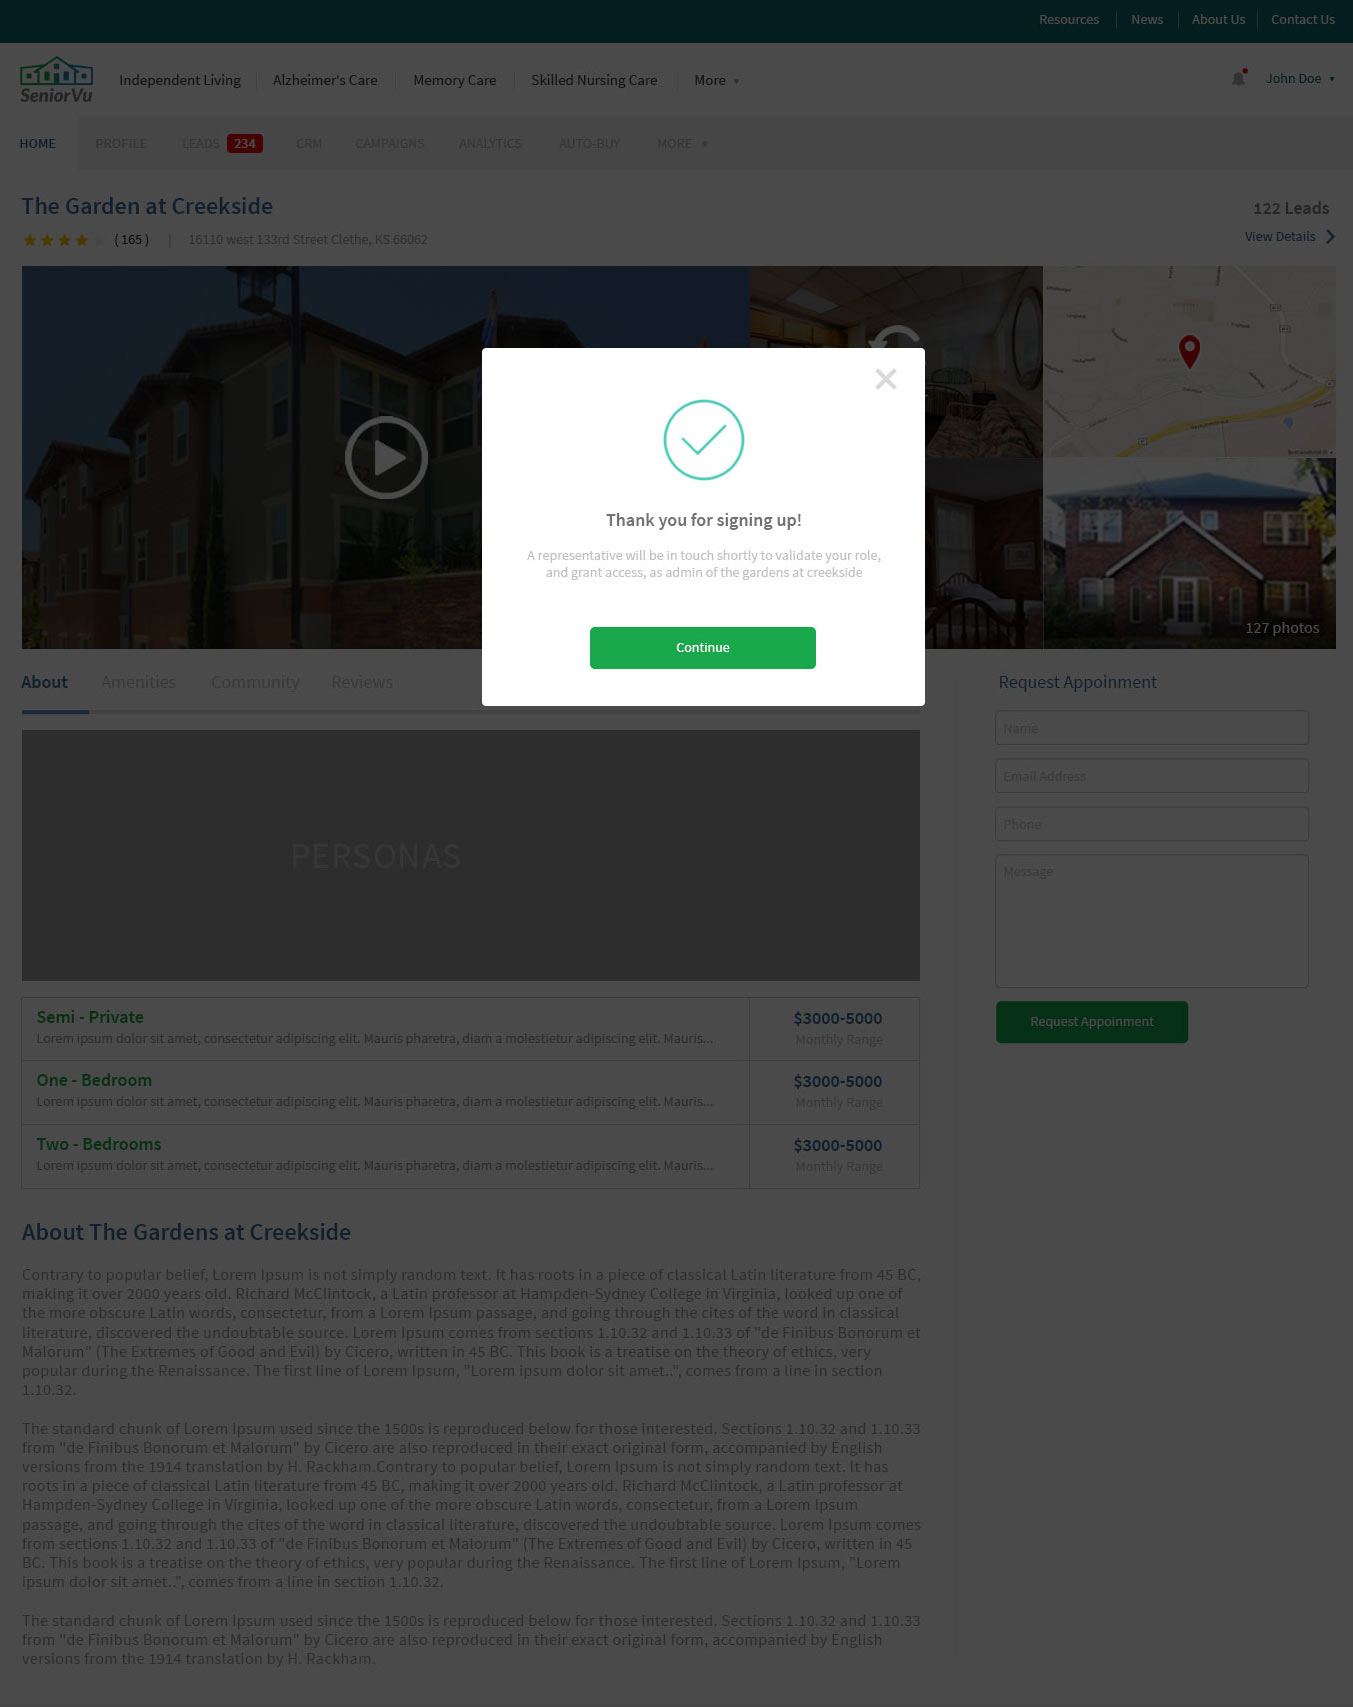 Resources News About Us Contact Us
SeniorVu
Independent Living Alzheimer's Care Memory Care Skilled Nursing Care More
John Doe
HOME PROFILE LEADS 234 CRM CAMPAIGNS ANALYTICS AUTO-BUY MORE
The Garden at Creekside
122 Leads
( 165 ) | 16110 west 133rd Street Clethe, KS 66062
View Details
Thank you for signing up!
A representative will be in touch shortly to validate your role,
and grant access, as admin of the gardens at creekside
Continue
127 photos
About Amenities Community Reviews
Request Appoinment
Name
Email Address
Phone
Message
Request Appoinment
PERSONAS
Semi - Private
Lorem ipsum dolor sit amet, consectetur adipiscing elit. Mauris pharetra, diam a molestietur adipiscing elit. Mauris...
$3000-5000
Monthly Range
One - Bedroom
Lorem ipsum dolor sit amet, consectetur adipiscing elit. Mauris pharetra, diam a molestietur adipiscing elit. Mauris...
$3000-5000
Monthly Range
Two - Bedrooms
Lorem ipsum dolor sit amet, consectetur adipiscing elit. Mauris pharetra, diam a molestietur adipiscing elit. Mauris...
$3000-5000
Monthly Range
About The Gardens at Creekside
Contrary to popular belief, Lorem Ipsum is not simply random text. It has roots in a piece of classical Latin literature from 45 BC,
making it over 2000 years old. Richard McClintock, a Latin professor at Hampden-Sydney College in Virginia, looked up one of
the more obscure Latin words, consectetur, from a Lorem Ipsum passage, and going through the cites of the word in classical
literature, discovered the undoubtable source. Lorem Ipsum comes from sections 1.10.32 and 1.10.33 of "de Finibus Bonorum et
Malorum" (The Extremes of Good and Evil) by Cicero, written in 45 BC. This book is a treatise on the theory of ethics, very
popular during the Renaissance. The first line of Lorem Ipsum, "Lorem ipsum dolor sit amet..", comes from a line in section
1.10.32.
The standard chunk of Lorem Ipsum used since the 1500s is reproduced below for those interested. Sections 1.10.32 and 1.10.33
from "de Finibus Bonorum et Malorum" by Cicero are also reproduced in their exact original form, accompanied by English
versions from the 1914 translation by H. Rackham.Contrary to popular belief, Lorem Ipsum is not simply random text. It has
roots in a piece of classical Latin literature from 45 BC, making it over 2000 years old. Richard McClintock, a Latin professor at
Hampden-Sydney College in Virginia, looked up one of the more obscure Latin words, consectetur, from a Lorem Ipsum
passage, and going through the cites of the word in classical literature, discovered the undoubtable source. Lorem Ipsum comes
from sections 1.10.32 and 1.10.33 of "de Finibus Bonorum et Malorum" (The Extremes of Good and Evil) by Cicero, written in 45
BC. This book is a treatise on the theory of ethics, very popular during the Renaissance. The first line of Lorem Ipsum, "Lorem
ipsum dolor sit amet..", comes from a line in section 1.10.32.
The standard chunk of Lorem Ipsum used since the 1500s is reproduced below for those interested. Sections 1.10.32 and 1.10.33
from "de Finibus Bonorum et Malorum" by Cicero are also reproduced in their exact original form, accompanied by English
versions from the 1914 translation by H. Rackham.